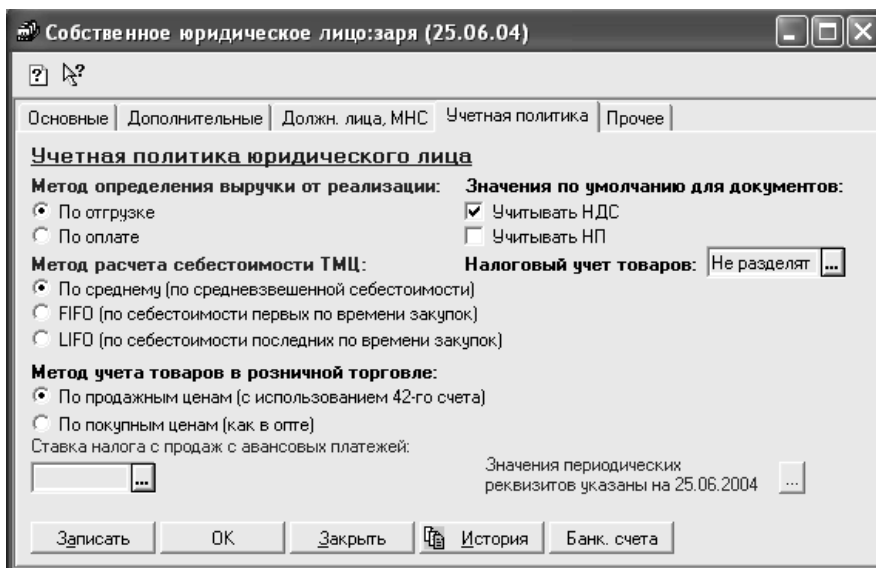 Собственное юридическое лицо:заря (25.06.04)
Основные Дополнительные Должн. лица, МНС Учетная политика Прочее
Учетная политика юридического лица
Метод определения выручки от реализации: Значения по умолчанию для документов:
По отгрузке Учитывать НДС
По оплате Учитывать НП
Метод расчета себестоимости ТМЦ: Налоговый учет товаров: Не разделят ...
По среднему (по средневзвешенной себестоимости)
FIFO (по себестоимости первых по времени закупок)
LIFO (по себестоимости последних по времени закупок)
Метод учета товаров в розничной торговле:
По продажным ценам (с использованием 42-го счета)
По покупным ценам (как в опте)
Ставка налога с продаж с авансовых платежей:
...
Значения периодических
реквизитов указаны на 25.06.2004 ...
Записать OK Закрыть История Банк. счета